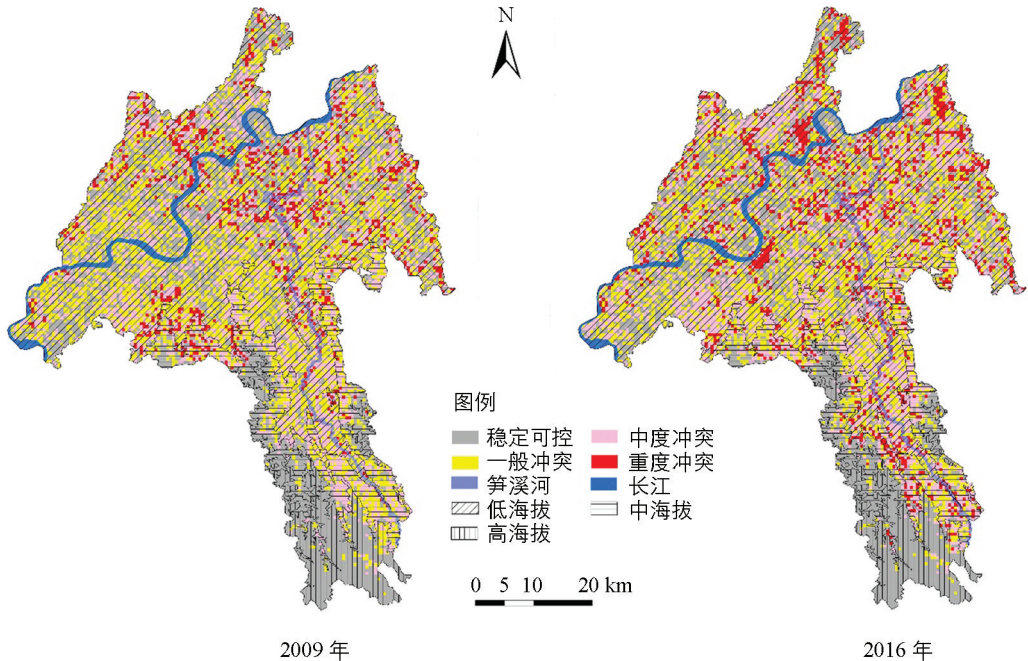 N
图例
稳定可控 中度冲突
一般冲突 重度冲突
笋溪河 长江
低海拔 中海拔
高海拔
0 5 10 20 km
2009 年 2016 年